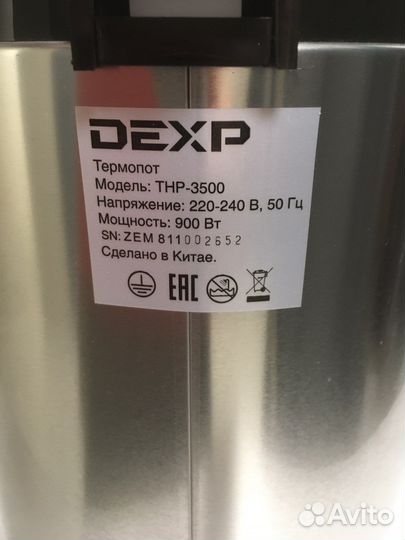 DEXP
Термопот
Модель: THP-3500
Напряжение: 220-240 В, 50 Гц
Мощность: 900 Вт
SN: ZEM 811002652
Сделано в Китае.
EAC
Avito